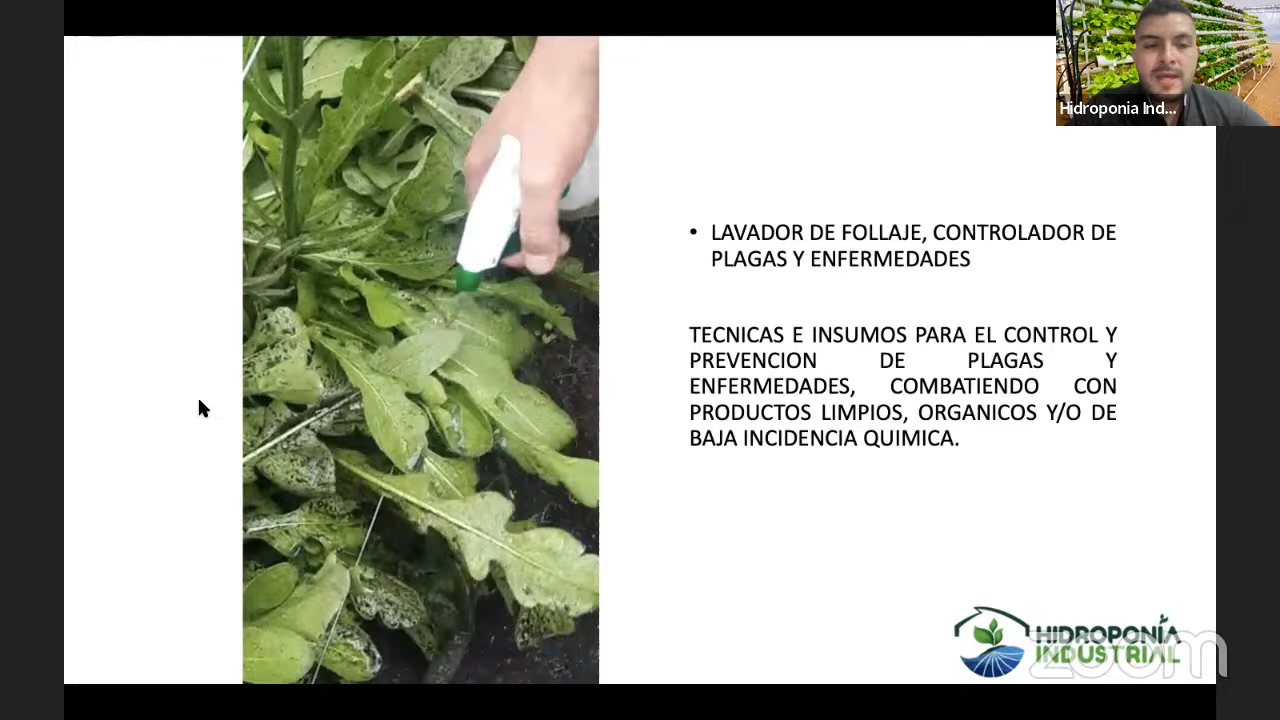 Hidroponia Ind...
• LAVADOR DE FOLLAJE, CONTROLADOR DE
PLAGAS Y ENFERMEDADES
TECNICAS E INSUMOS PARA EL CONTROL Y
PREVENCION DE PLAGAS Y
ENFERMEDADES, COMBATIENDO CON
PRODUCTOS LIMPIOS, ORGANICOS Y/O DE
BAJA INCIDENCIA QUIMICA.
HIDROPONÍA
INDUSTRIAL
zoom